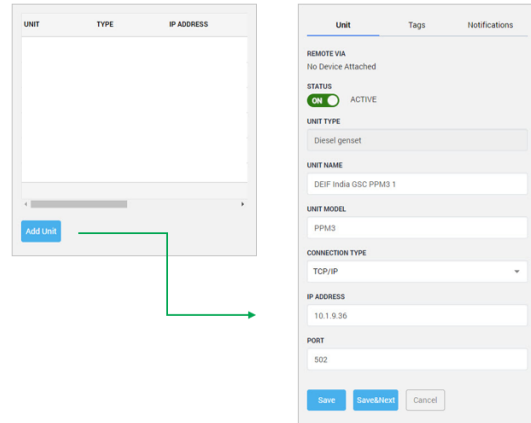 UNIT TYPE IP ADDRESS
Add Unit
Unit Tags Notifications
REMOTE VIA
No Device Attached
STATUS
ON ACTIVE
UNIT TYPE
Diesel genset
UNIT NAME
DEIF India GSC PPM3 1
UNIT MODEL
PPM3
CONNECTION TYPE
TCP/IP
IP ADDRESS
10.1.9.36
PORT
502
Save Save&Next Cancel